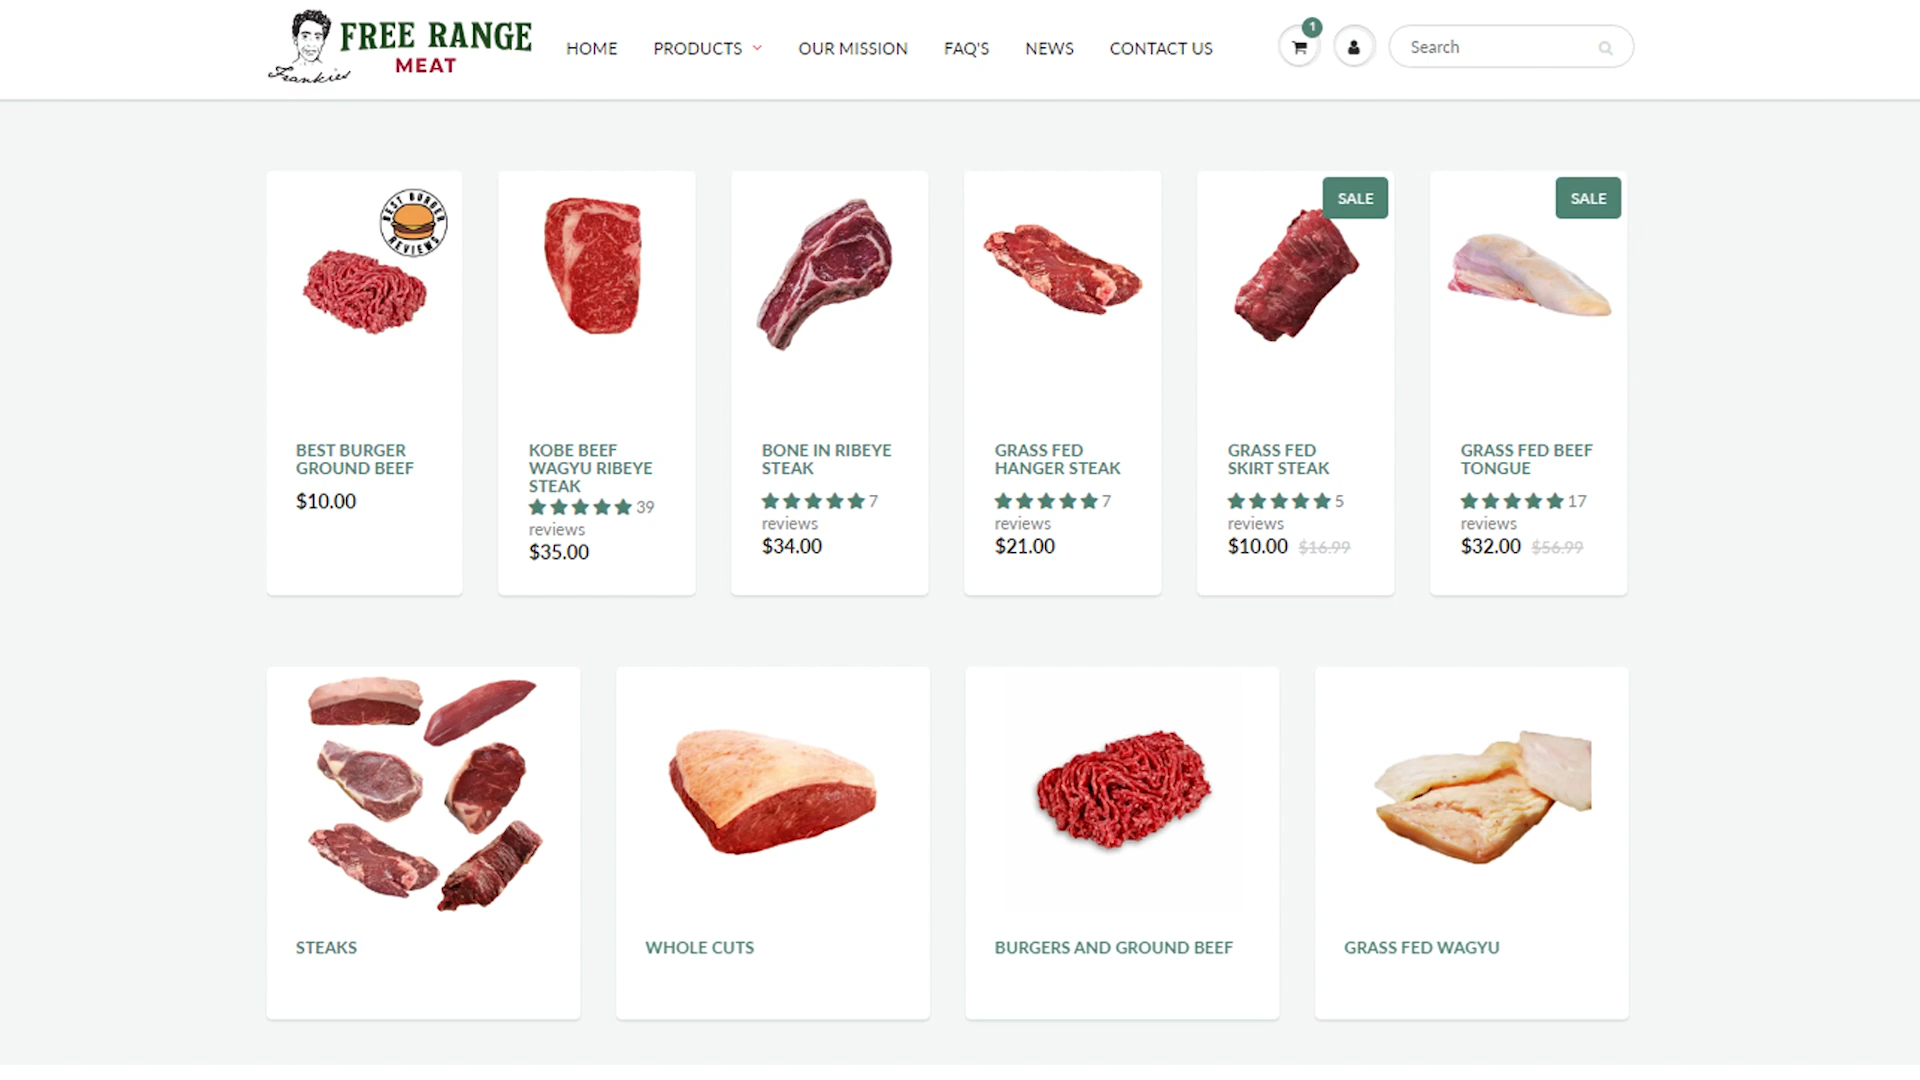 Frankies
FREE RANGE
MEAT
HOME
PRODUCTS
OUR MISSION
FAQ'S
NEWS
CONTACT US
1
Search
BEST BURGER
REVIEWS
SALE
SALE
BEST BURGER
GROUND BEEF
$10.00
KOBE BEEF
WAGYU RIBEYE
STEAK
39
reviews
$35.00
BONE IN RIBEYE
STEAK
7
reviews
$34.00
GRASS FED
HANGER STEAK
7
reviews
$21.00
GRASS FED
SKIRT STEAK
5
reviews
$10.00 $16.99
GRASS FED BEEF
TONGUE
17
reviews
$32.00 $56.99
STEAKS
WHOLE CUTS
BURGERS AND GROUND BEEF
GRASS FED WAGYU